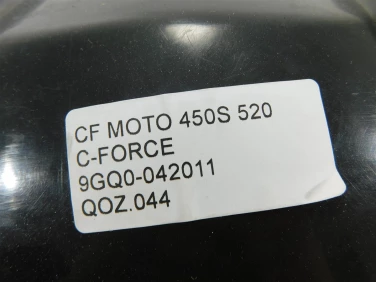 CF MOTO 450S 520
C-FORCE
9GQ0-042011
QOZ.044